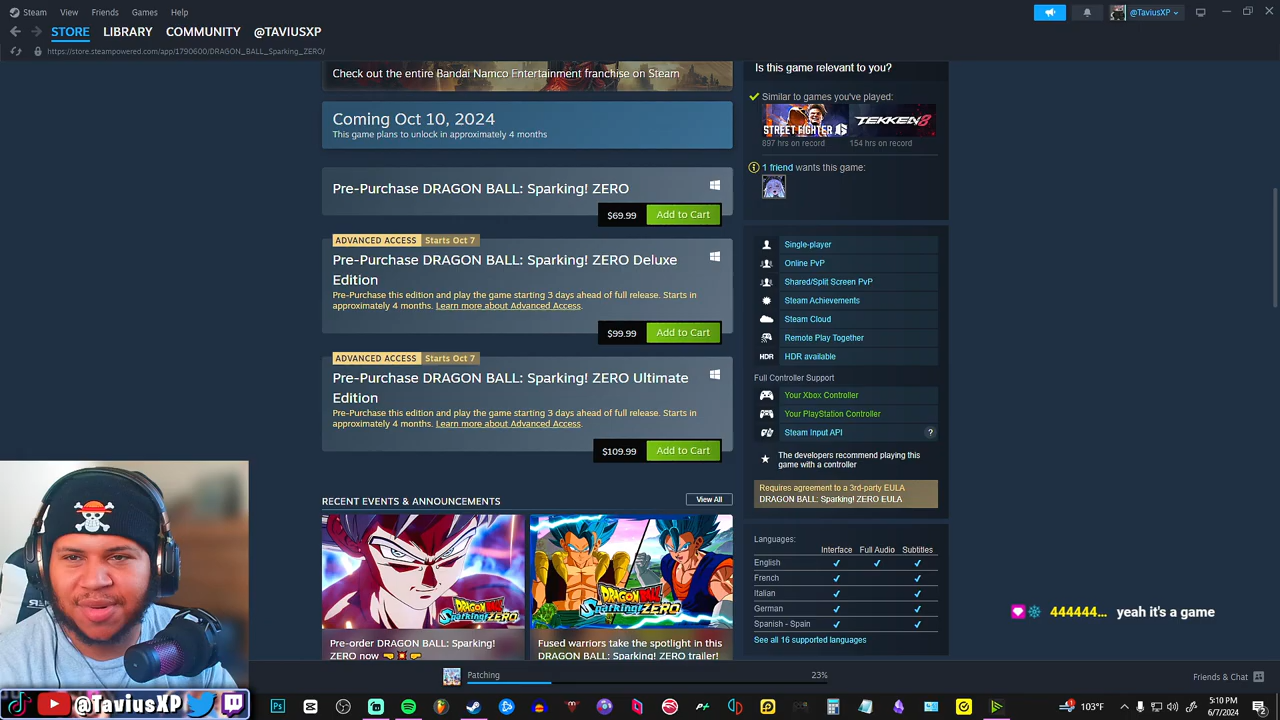 Steam View Friends Games Help
@TaviusXP
STORE LIBRARY COMMUNITY @TAVIUSXP
https://store.steampowered.com/app/1790600/DRAGON_BALL_Sparking_ZERO/
Check out the entire Bandai Namco Entertainment franchise on Steam
Coming Oct 10, 2024
This game plans to unlock in approximately 4 months
Pre-Purchase DRAGON BALL: Sparking! ZERO
$69.99 Add to Cart
ADVANCED ACCESS Starts Oct 7
Pre-Purchase DRAGON BALL: Sparking! ZERO Deluxe
Edition
Pre-Purchase this edition and play the game starting 3 days ahead of full release. Starts in
approximately 4 months. Learn more about Advanced Access.
$99.99 Add to Cart
ADVANCED ACCESS Starts Oct 7
Pre-Purchase DRAGON BALL: Sparking! ZERO Ultimate
Edition
Pre-Purchase this edition and play the game starting 3 days ahead of full release. Starts in
approximately 4 months. Learn more about Advanced Access.
$109.99 Add to Cart
RECENT EVENTS & ANNOUNCEMENTS View All
DRAGON BALL
Sparking! ZERO
DRAGON BALL
Sparking! ZERO
Pre-order DRAGON BALL: Sparking!
ZERO now
Fused warriors take the spotlight in this
DRAGON BALL: Sparking! ZERO trailer!
Is this game relevant to you?
Similar to games you've played:
STREET FIGHTER 6
TEKKEN 8
897 hrs on record 154 hrs on record
1 friend wants this game:
Single-player
Online PvP
Shared/Split Screen PvP
Steam Achievements
Steam Cloud
Remote Play Together
HDR HDR available
Full Controller Support
Your Xbox Controller
Your PlayStation Controller
Steam Input API ?
The developers recommend playing this
game with a controller
Requires agreement to a 3rd-party EULA
DRAGON BALL: Sparking! ZERO EULA
Languages:
Interface Full Audio Subtitles
English ✔ ✔ ✔
French ✔ ✔
Italian ✔ ✔
German ✔ ✔
Spanish - Spain ✔ ✔
See all 16 supported languages
444444... yeah it's a game
Patching 23%
Friends & Chat
@TaviusXP
Ps
103°F
5:10 PM
6/7/2024